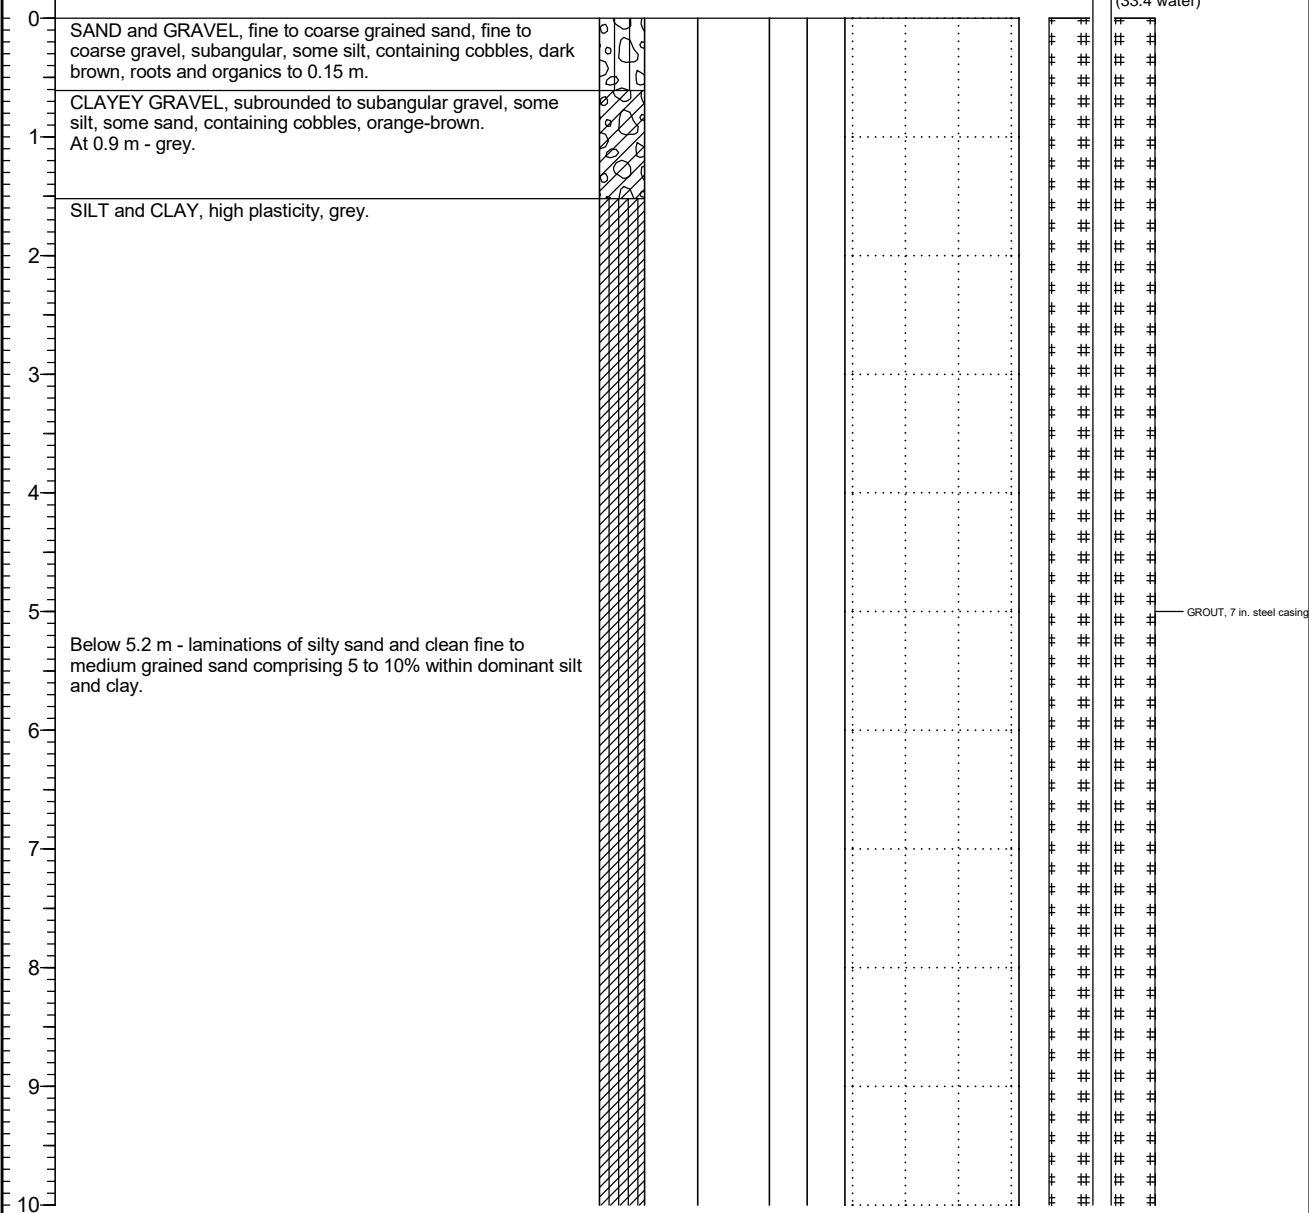 (33.4 water)
0
SAND and GRAVEL, fine to coarse grained sand, fine to
coarse gravel, subangular, some silt, containing cobbles, dark
brown, roots and organics to 0.15 m.
CLAYEY GRAVEL, subrounded to subangular gravel, some
silt, some sand, containing cobbles, orange-brown.
1
At 0.9 m - grey.
SILT and CLAY, high plasticity, grey.
2
3
4
5
GROUT, 7 in. steel casing
Below 5.2 m - laminations of silty sand and clean fine to
medium grained sand comprising 5 to 10% within dominant silt
and clay.
6
7
8
9
10